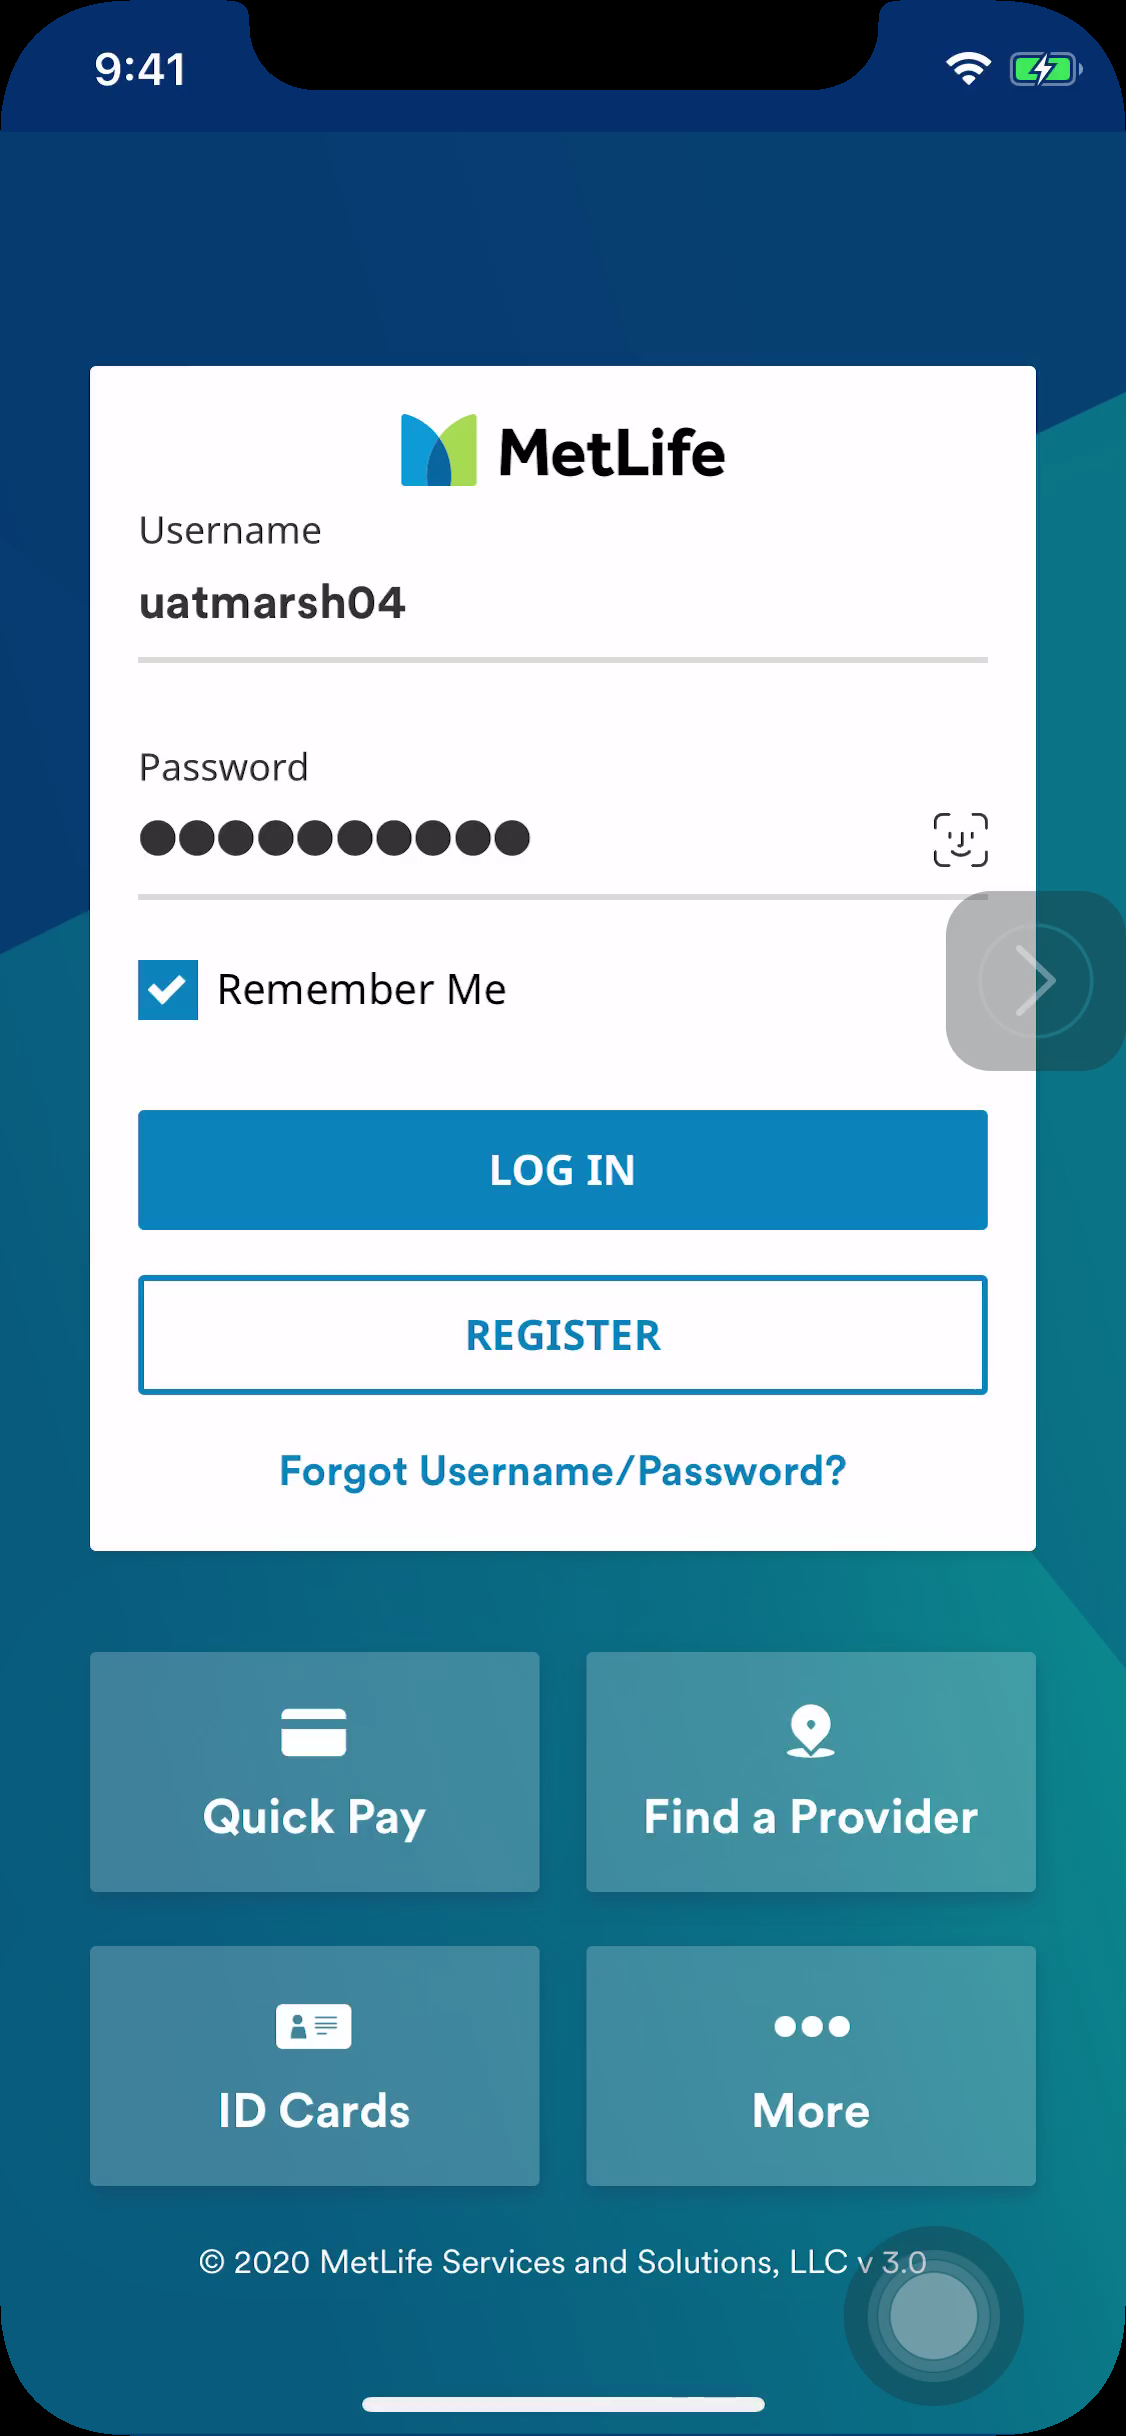 9:41
MetLife
Username
uatmarsh04
Password
●●●●●●●●●●
Remember Me
LOG IN
REGISTER
Forgot Username/Password?
Quick Pay
Find a Provider
ID Cards
More
© 2020 MetLife Services and Solutions, LLC v 3.0